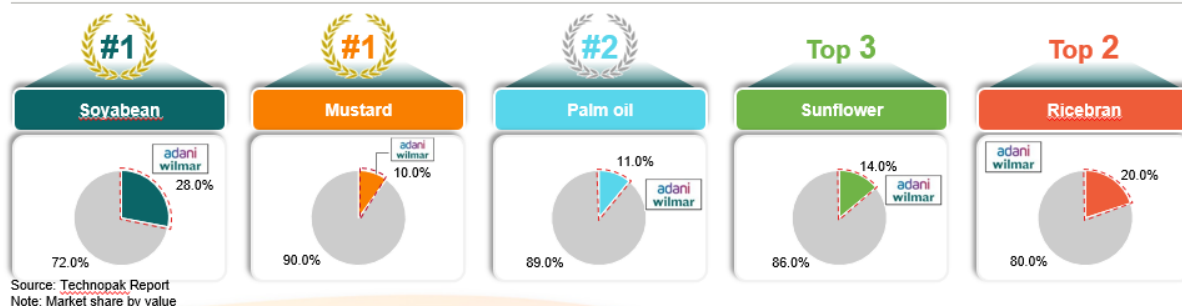 #1
Soyabean
adani
wilmar
28.0%
72.0%
#1
Mustard
adani
wilmar
10.0%
90.0%
#2
Palm oil
11.0%
adani
wilmar
89.0%
Top 3
Sunflower
14.0%
adani
wilmar
86.0%
Top 2
Ricebran
adani
wilmar
20.0%
80.0%
Source: Technopak Report
Note: Market share by value